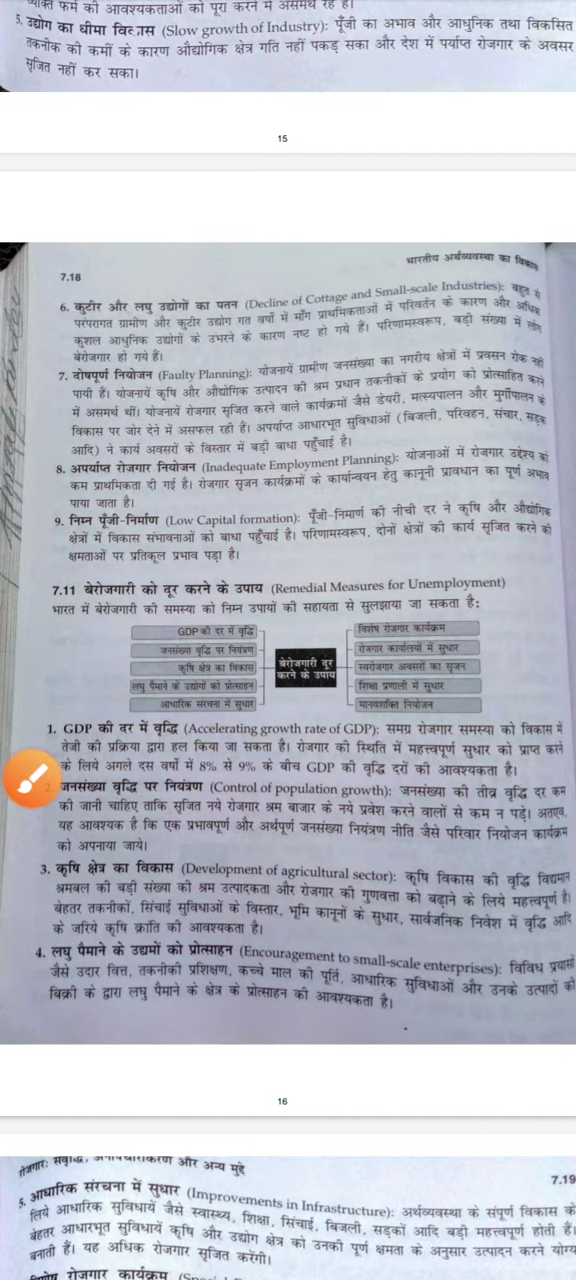 व्यक्ति फर्म की आवश्यकताओं को पूरा करने में असमर्थ रहे हैं।
5. उद्योग का धीमा विकास (Slow growth of Industry): पूँजी का अभाव और आधुनिक तथा विकसित
तकनीक की कमीं के कारण औद्योगिक क्षेत्र गति नहीं पकड़ सका और देश में पर्याप्त रोजगार के अवसर
सृजित नहीं कर सका।
15
7.18
भारतीय अर्थव्यवस्था का विकास
6. कुटीर और लघु उद्योगों का पतन (Decline of Cottage and Small-scale Industries): बहुत से
परंपरागत ग्रामीण और कुटीर उद्योग गत वर्षों में माँग प्राथमिकताओं में परिवर्तन के कारण और अधिक
कुशल आधुनिक उद्योगों के उभरने के कारण नष्ट हो गये हैं। परिणामस्वरूप, बड़ी संख्या में लोग
बेरोजगार हो गये हैं।
7. दोषपूर्ण नियोजन (Faulty Planning): योजनायें ग्रामीण जनसंख्या का नगरीय क्षेत्रों में प्रवसन रोक नहीं
पायी हैं। योजनायें कृषि और औद्योगिक उत्पादन की श्रम प्रधान तकनीकों के प्रयोग को प्रोत्साहित करने
में असमर्थ थीं। योजनायें रोजगार सृजित करने वाले कार्यक्रमों जैसे डेयरी, मत्स्यपालन और मुर्गीपालन के
विकास पर जोर देने में असफल रही हैं। अपर्याप्त आधारभूत सुविधाओं (बिजली, परिवहन, संचार, सड़क
आदि) ने कार्य अवसरों के विस्तार में बड़ी बाधा पहुँचाई है।
8. अपर्याप्त रोजगार नियोजन (Inadequate Employment Planning): योजनाओं में रोजगार उद्देश्य को
कम प्राथमिकता दी गई है। रोजगार सृजन कार्यक्रमों के कार्यान्वयन हेतु कानूनी प्रावधान का पूर्ण अभाव
पाया जाता है।
9. निम्न पूँजी-निर्माण (Low Capital formation): पूँजी-निमार्ण की नीची दर ने कृषि और औद्योगिक
क्षेत्रों में विकास संभावनाओं को बाधा पहुँचाई है। परिणामस्वरूप, दोनों क्षेत्रों की कार्य सृजित करने की
क्षमताओं पर प्रतिकूल प्रभाव पड़ा है।
7.11 बेरोजगारी को दूर करने के उपाय (Remedial Measures for Unemployment)
भारत में बेरोजगारी की समस्या को निम्न उपायों की सहायता से सुलझाया जा सकता है:
GDP की दर में वृद्धि
जनसंख्या वृद्धि पर नियंत्रण
कृषि क्षेत्र का विकास
लघु पैमाने के उद्योगों को प्रोत्साहन
आधारिक संरचना में सुधार
बेरोजगारी दूर
करने के उपाय
विशेष रोजगार कार्यक्रम
रोजगार कार्यालयों में सुधार
स्वरोजगार अवसरों का सृजन
शिक्षा प्रणाली में सुधार
मानवशक्ति नियोजन
1. GDP की दर में वृद्धि (Accelerating growth rate of GDP): समग्र रोजगार समस्या को विकास में
तेजी की प्रक्रिया द्वारा हल किया जा सकता है। रोजगार की स्थिति में महत्त्वपूर्ण सुधार को प्राप्त करने
के लिये अगले दस वर्षों में 8% से 9% के बीच GDP की वृद्धि दरों की आवश्यकता है।
2. जनसंख्या वृद्धि पर नियंत्रण (Control of population growth): जनसंख्या की तीव्र वृद्धि दर कम
की जानी चाहिए ताकि सृजित नये रोजगार श्रम बाजार के नये प्रवेश करने वालों से कम न पड़े। अतएव,
यह आवश्यक है कि एक प्रभावपूर्ण और अर्थपूर्ण जनसंख्या नियंत्रण नीति जैसे परिवार नियोजन कार्यक्रम
को अपनाया जाये।
3. कृषि क्षेत्र का विकास (Development of agricultural sector): कृषि विकास की वृद्धि विद्यमान
श्रमबल की बड़ी संख्या की श्रम उत्पादकता और रोजगार की गुणवत्ता को बढ़ाने के लिये महत्त्वपूर्ण है।
बेहतर तकनीकों, सिंचाई सुविधाओं के विस्तार, भूमि कानूनों के सुधार, सार्वजनिक निवेश में वृद्धि आदि
के जरिये कृषि क्रांति की आवश्यकता है।
4. लघु पैमाने के उद्यमों को प्रोत्साहन (Encouragement to small-scale enterprises): विविध प्रयासों
जैसे उदार वित्त, तकनीकी प्रशिक्षण, कच्चे माल की पूर्ति, आधारिक सुविधाओं और उनके उत्पादों की
बिक्री के द्वारा लघु पैमाने के क्षेत्र के प्रोत्साहन की आवश्यकता है।
16
रोजगार: संवृद्धि, अनौपचारीकरण और अन्य मुद्दे
7.19
5. आधारिक संरचना में सुधार (Improvements in Infrastructure): अर्थव्यवस्था के संपूर्ण विकास के
लिये आधारिक सुविधायें जैसे स्वास्थ्य, शिक्षा, सिंचाई, बिजली, सड़कों आदि बड़ी महत्त्वपूर्ण होती हैं।
बेहतर आधारभूत सुविधायें कृषि और उद्योग क्षेत्र को उनकी पूर्ण क्षमता के अनुसार उत्पादन करने योग्य
बनाती हैं। यह अधिक रोजगार सृजित करेंगी।
रोजगार कार्यक्रम